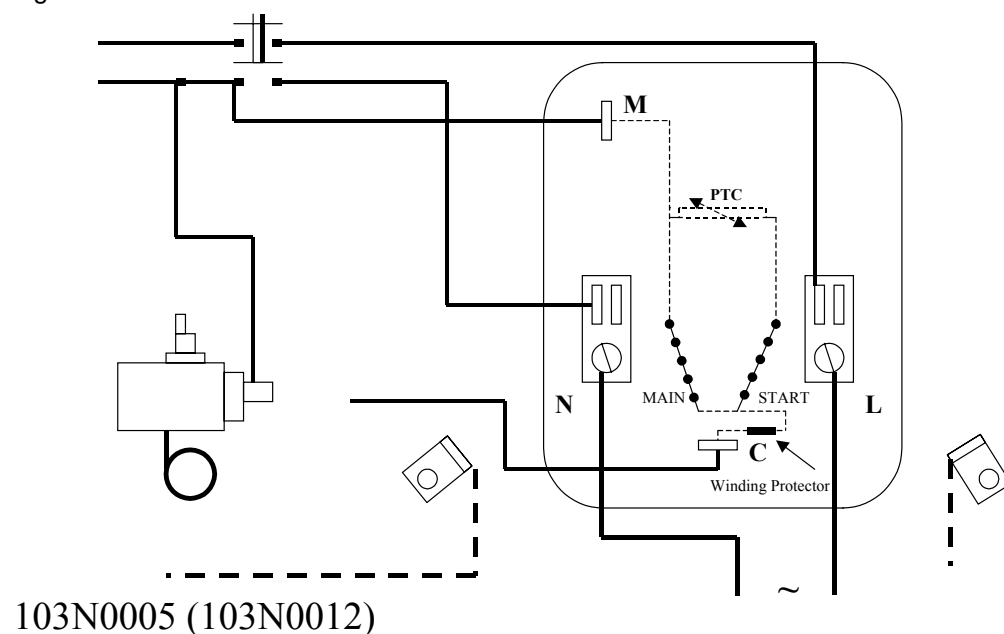 g
M
PTC
N
MAIN
START
L
C
Winding Protector
~
103N0005 (103N0012)